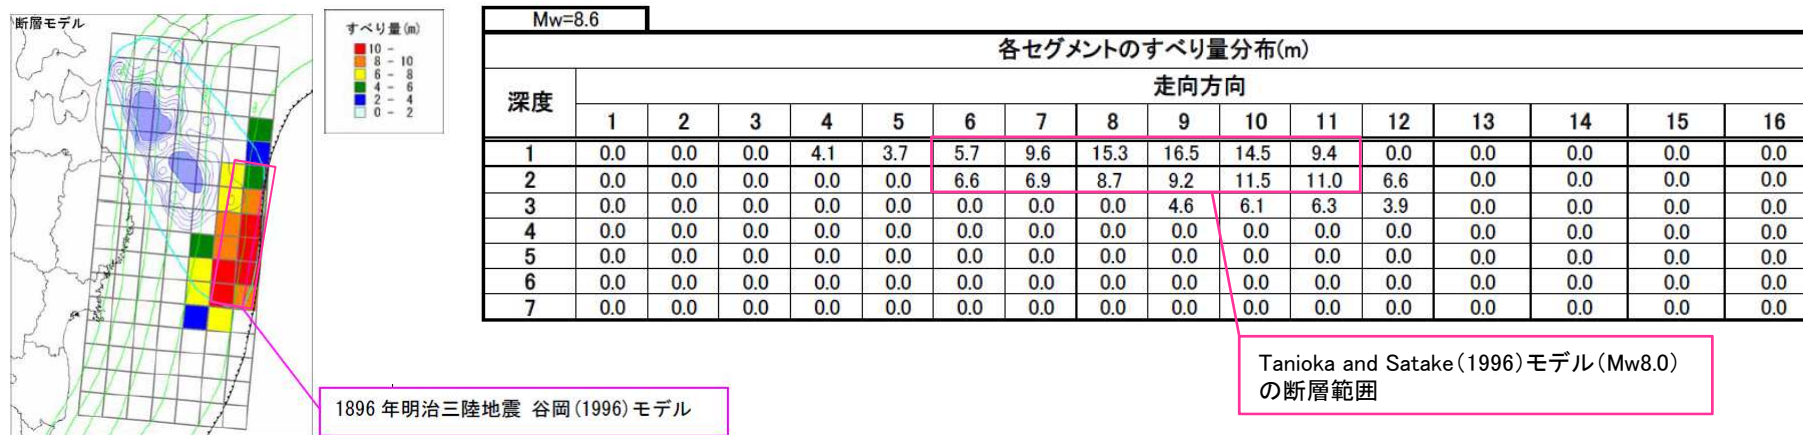 断層モデル
すべり量(m)
10 -
8 - 10
6 - 8
4 - 6
2 - 4
0 - 2
1896年明治三陸地震 谷岡(1996)モデル
Mw=8.6
各セグメントのすべり量分布(m)
深度 走向方向
1 2 3 4 5 6 7 8 9 10 11 12 13 14 15 16
1 0.0 0.0 0.0 4.1 3.7 5.7 9.6 15.3 16.5 14.5 9.4 0.0 0.0 0.0 0.0 0.0
2 0.0 0.0 0.0 0.0 0.0 6.6 6.9 8.7 9.2 11.5 11.0 6.6 0.0 0.0 0.0 0.0
3 0.0 0.0 0.0 0.0 0.0 0.0 0.0 0.0 4.6 6.1 6.3 3.9 0.0 0.0 0.0 0.0
4 0.0 0.0 0.0 0.0 0.0 0.0 0.0 0.0 0.0 0.0 0.0 0.0 0.0 0.0 0.0 0.0
5 0.0 0.0 0.0 0.0 0.0 0.0 0.0 0.0 0.0 0.0 0.0 0.0 0.0 0.0 0.0 0.0
6 0.0 0.0 0.0 0.0 0.0 0.0 0.0 0.0 0.0 0.0 0.0 0.0 0.0 0.0 0.0 0.0
7 0.0 0.0 0.0 0.0 0.0 0.0 0.0 0.0 0.0 0.0 0.0 0.0 0.0 0.0 0.0 0.0
Tanioka and Satake(1996)モデル(Mw8.0)
の断層範囲